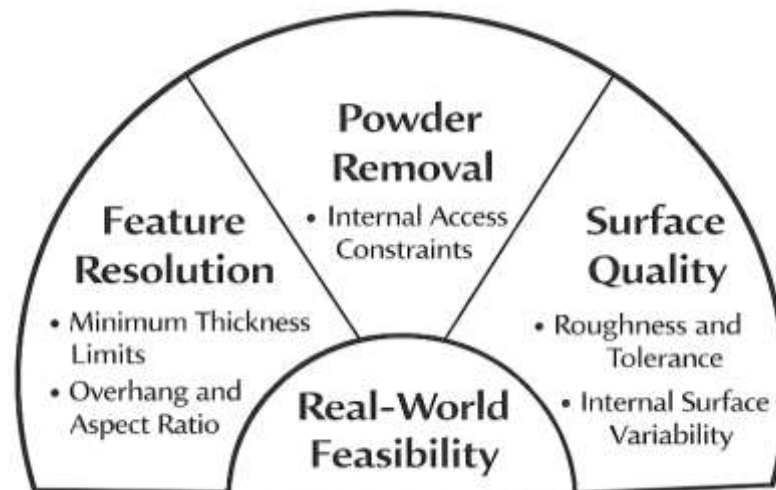 Feature
Resolution
• Minimum Thickness
Limits
• Overhang and
Aspect Ratio
Powder
Removal
• Internal Access
Constraints
Surface
Quality
• Roughness and
Tolerance
• Internal Surface
Variability
Real-World
Feasibility